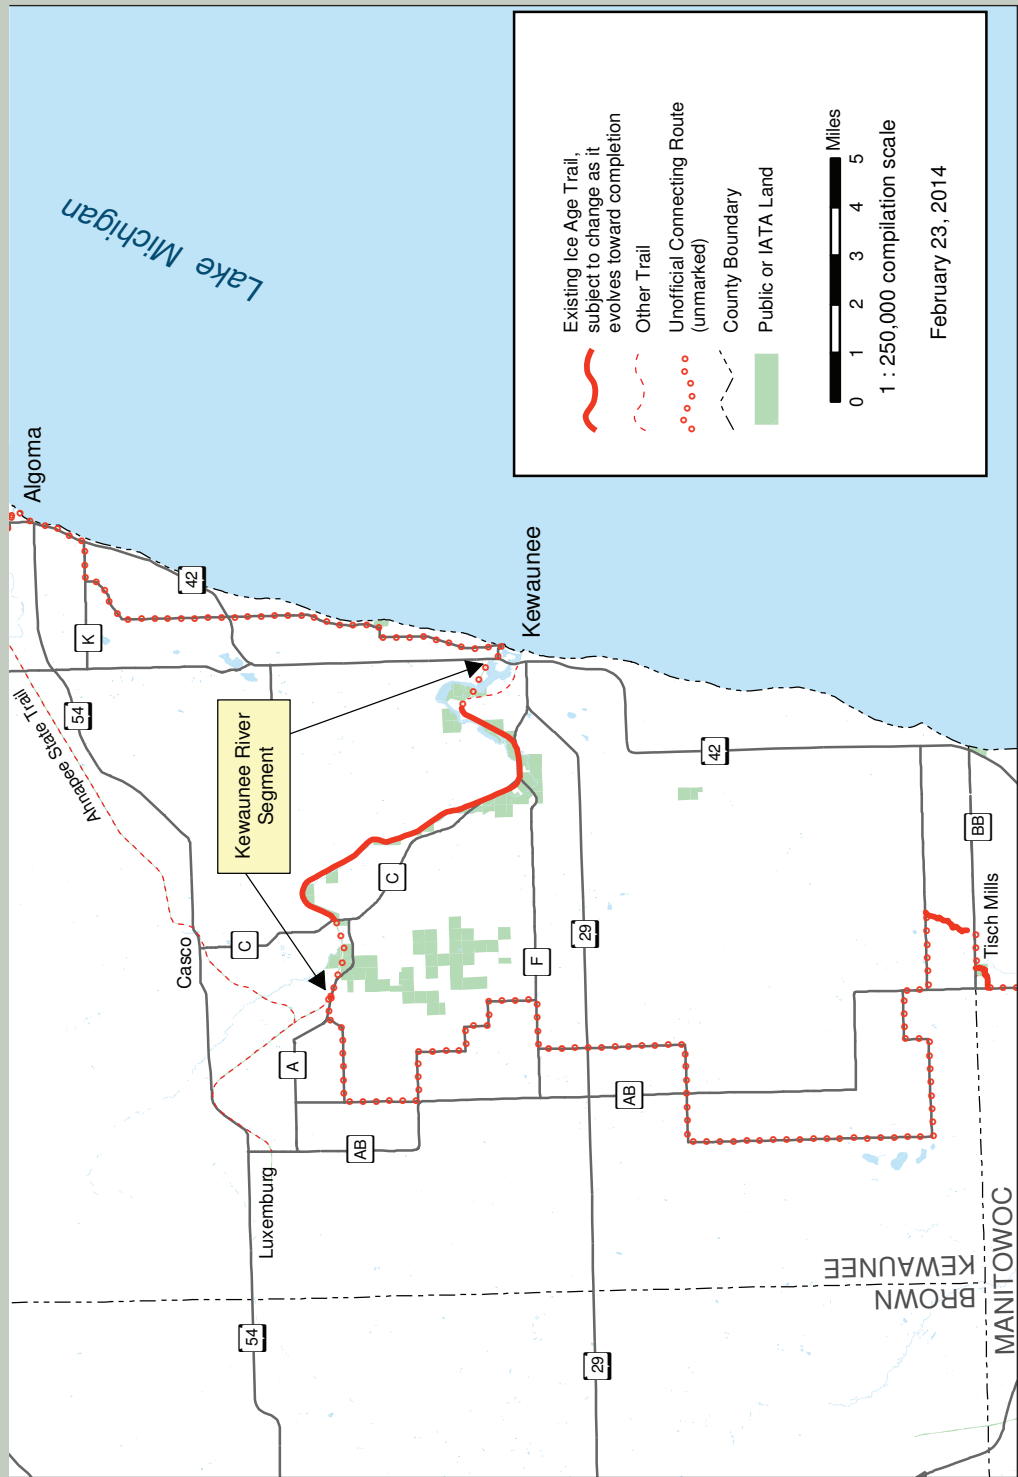 Lake Michigan
Algoma
42
K
54
Ahnapee State Trail
Kewaunee River
Segment
Kewaunee
Casco
C
C
A
F
29
42
AB
AB
Luxemburg
BB
Tisch Mills
KEWAUNEE
BROWN
MANITOWOC
54
29
Existing Ice Age Trail,
subject to change as it
evolves toward completion
Other Trail
Unofficial Connecting Route
(unmarked)
County Boundary
Public or IATA Land
0 1 2 3 4 5 Miles
1 : 250,000 compilation scale
February 23, 2014